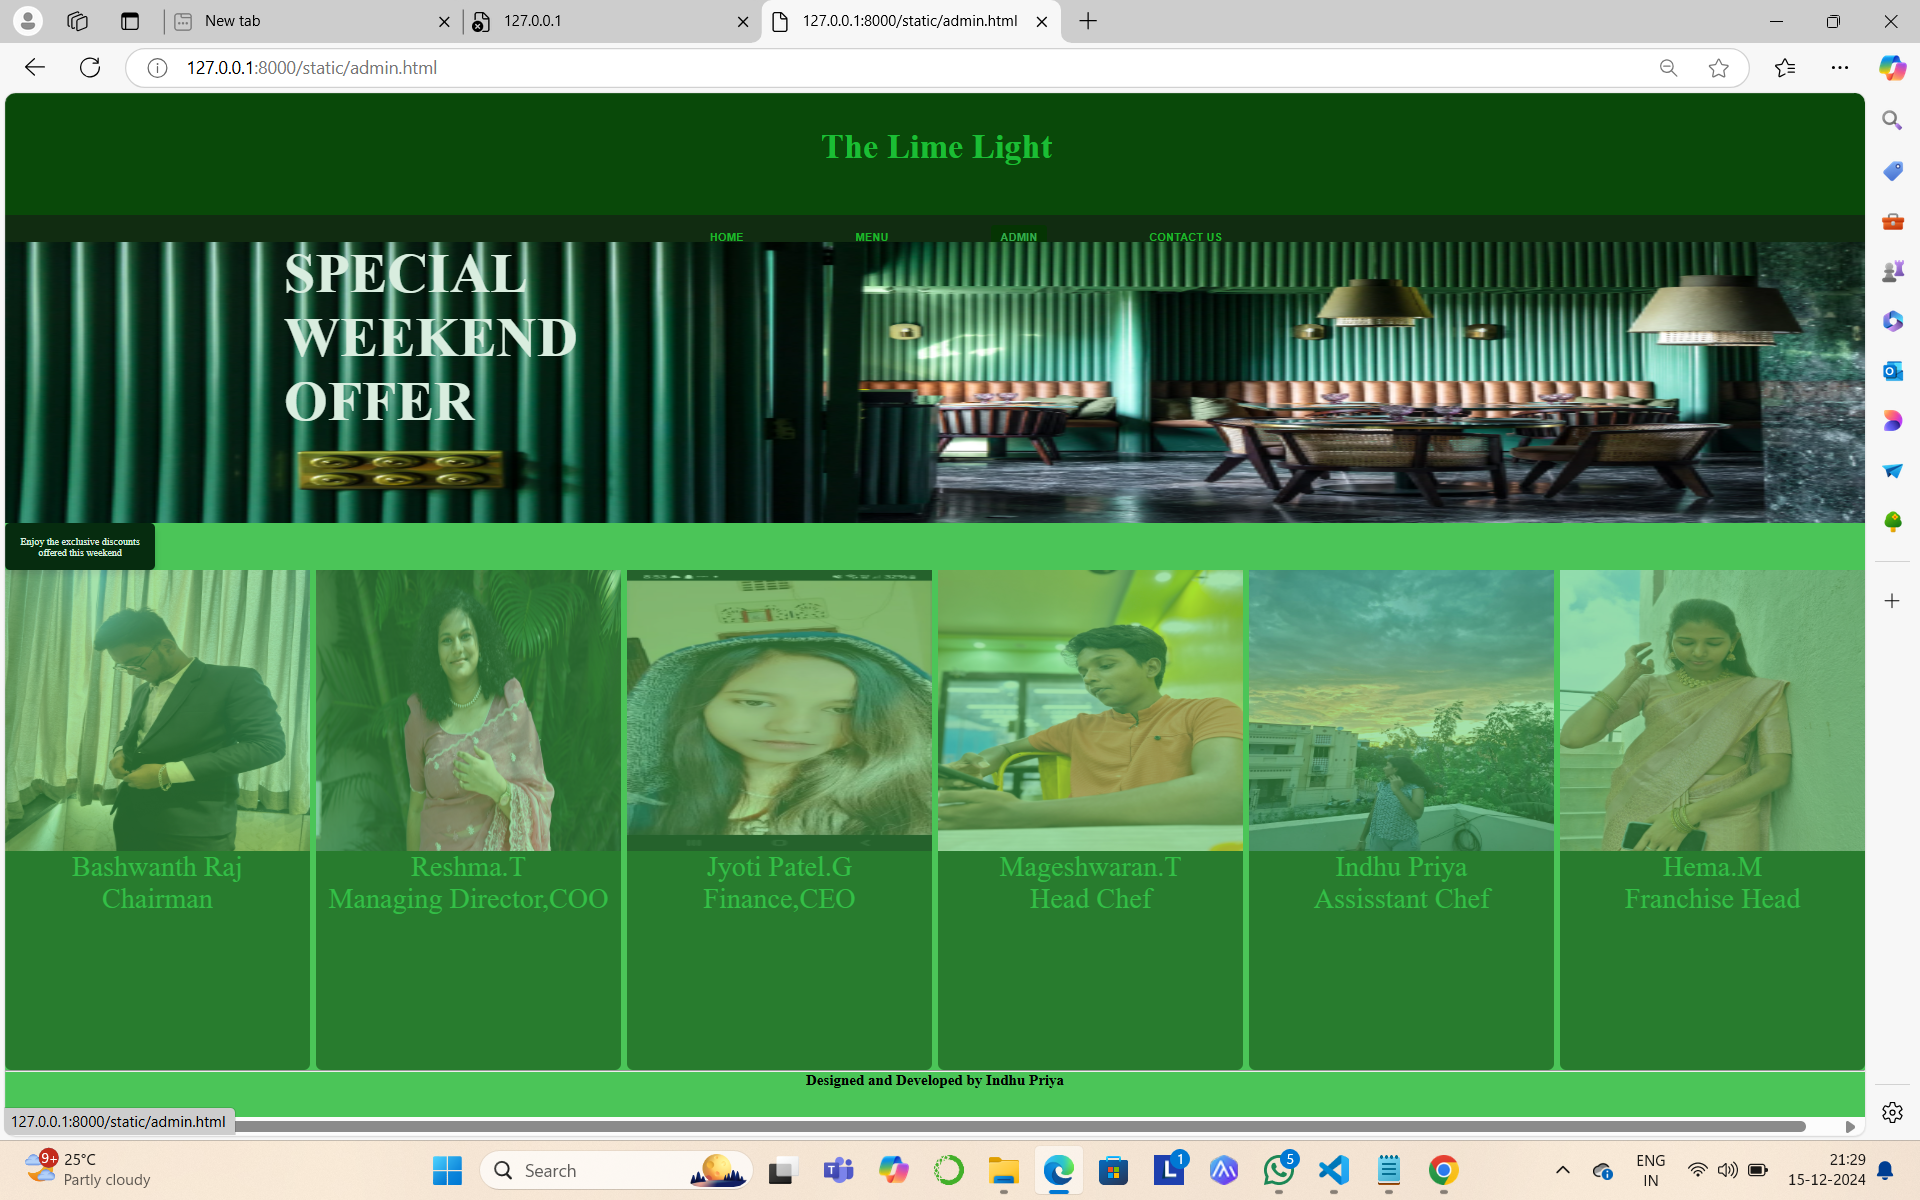 New tab
127.0.0.1
127.0.0.1:8000/static/admin.html
127.0.0.1:8000/static/admin.html
The Lime Light
HOME MENU ADMIN CONTACT US
SPECIAL
WEEKEND
OFFER
Enjoy the exclusive discounts
offered this weekend
Bashwanth Raj
Chairman
Reshma.T
Managing Director,COO
Jyoti Patel.G
Finance,CEO
Mageshwaran.T
Head Chef
Indhu Priya
Assisstant Chef
Hema.M
Franchise Head
Designed and Developed by Indhu Priya
127.0.0.1:8000/static/admin.html
9+
25°C
Partly cloudy
Search
1
5
ENG
IN
21:29
15-12-2024